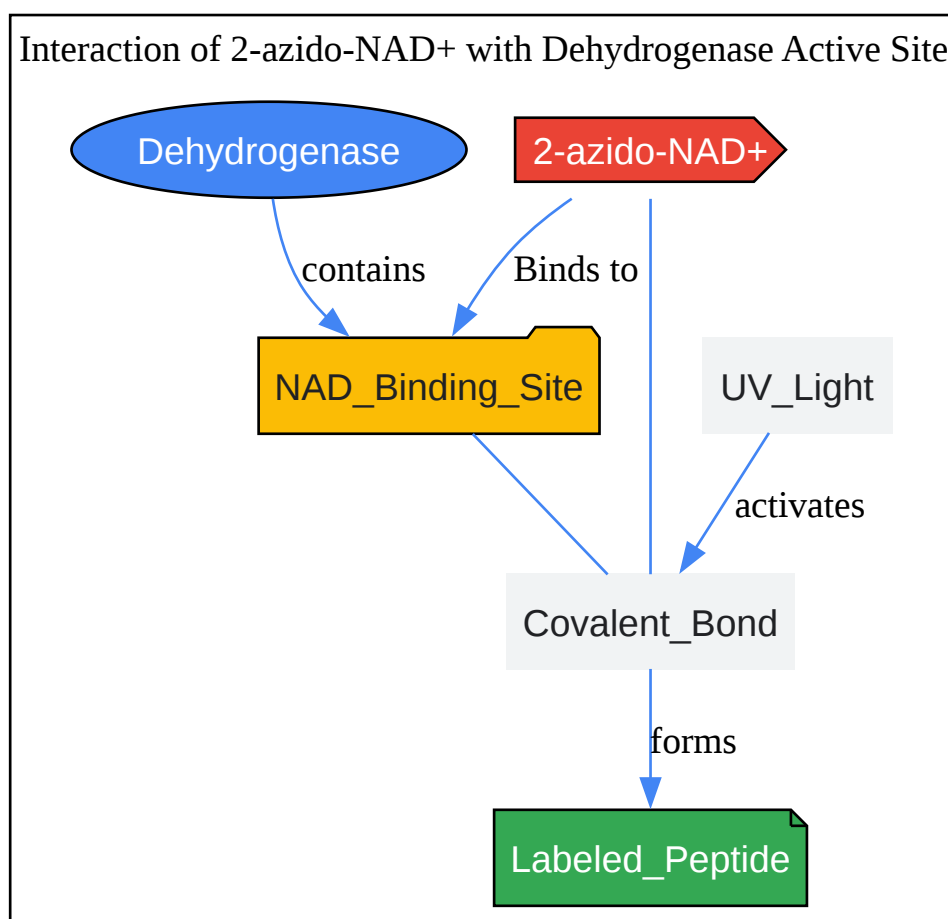 Interaction of 2-azido-NAD+ with Dehydrogenase Active Site
Dehydrogenase
2-azido-NAD+
contains
Binds to
NAD_Binding_Site
UV_Light
activates
Covalent_Bond
forms
Labeled_Peptide